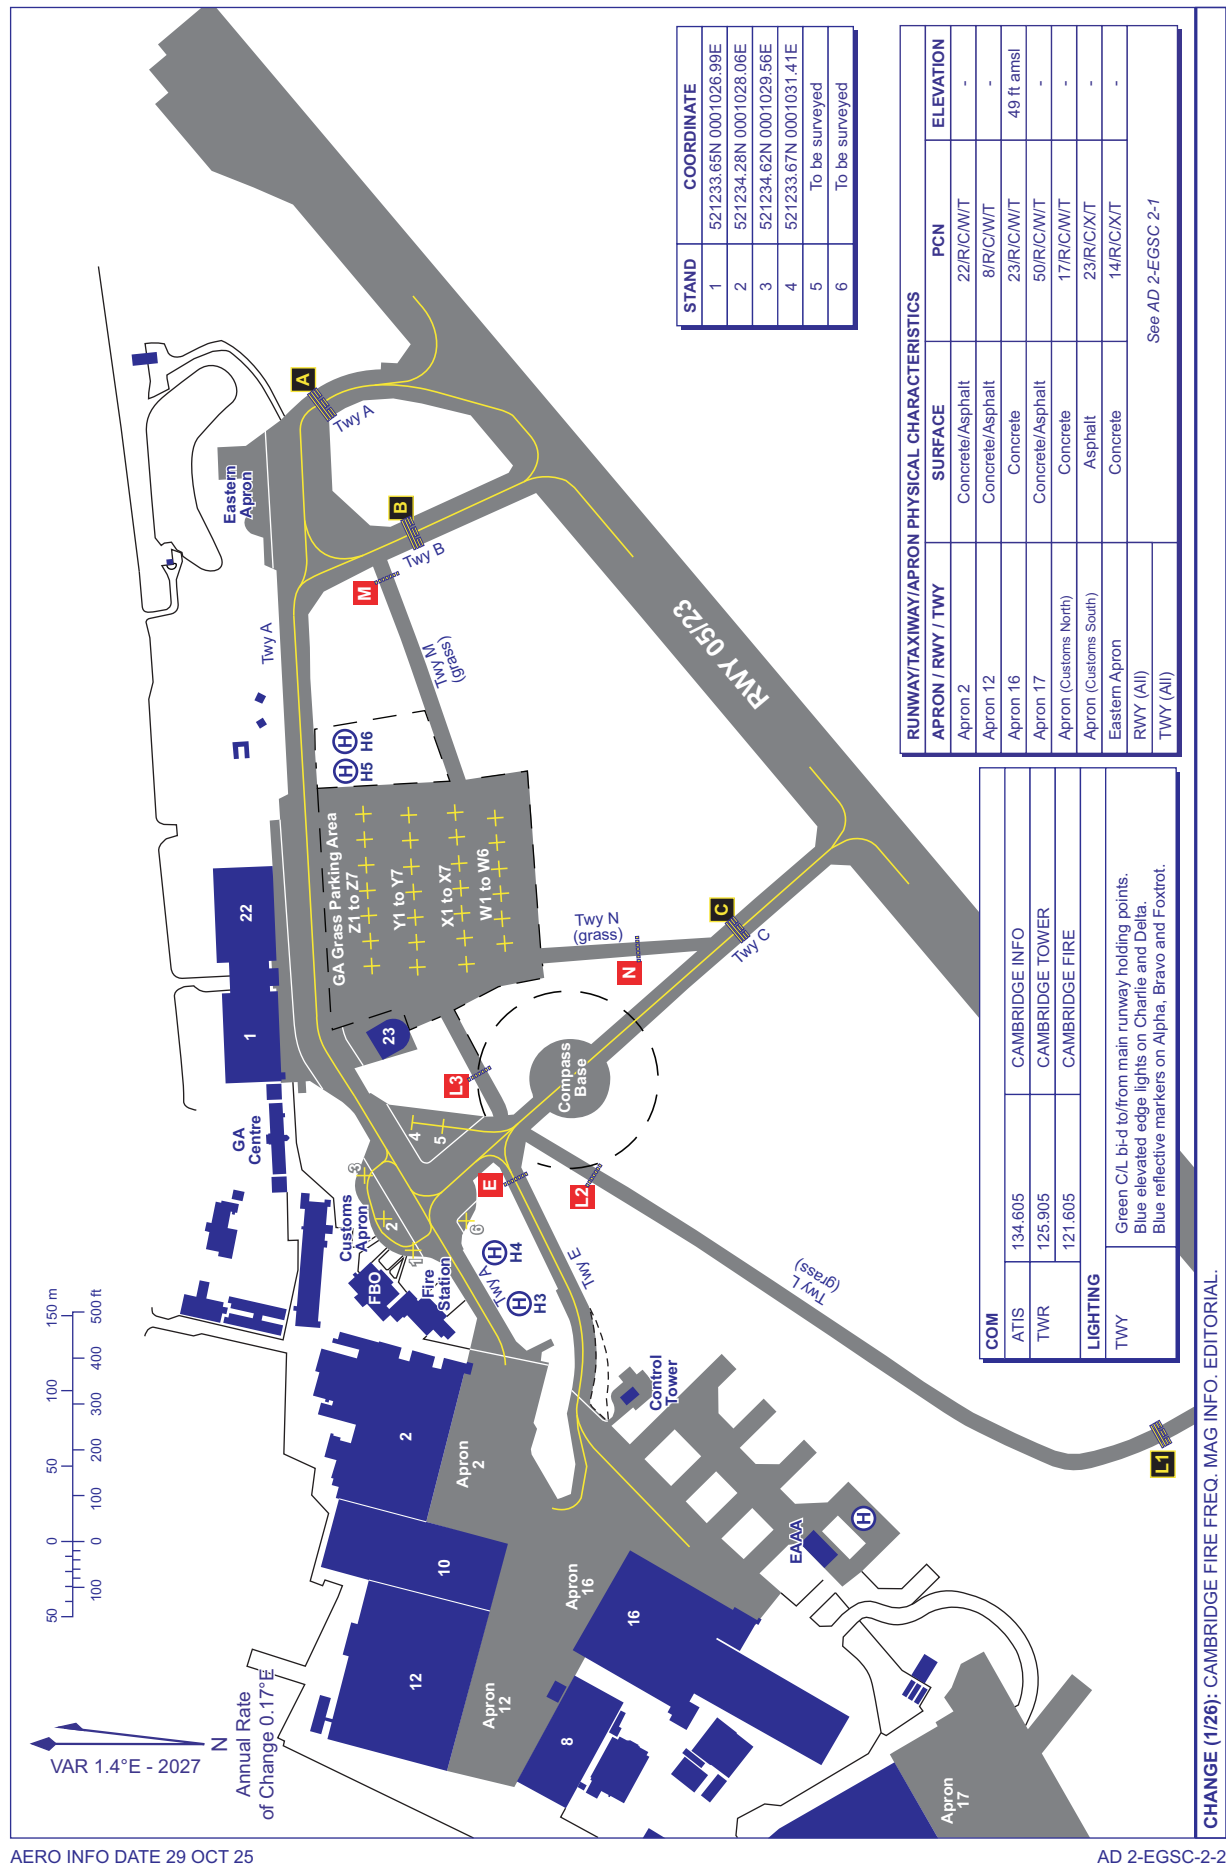 STAND COORDINATE
1 521233.65N 0001026.99E
2 521234.28N 0001028.06E
3 521234.62N 0001029.56E
4 521233.67N 0001031.41E
5 To be surveyed
6 To be surveyed
RUNWAY/TAXIWAY/APRON PHYSICAL CHARACTERISTICS
APRON / RWY / TWY SURFACE PCN ELEVATION
Apron 2 Concrete/Asphalt 22/R/C/W/T -
Apron 12 Concrete/Asphalt 8/R/C/W/T -
Apron 16 Concrete 23/R/C/W/T 49 ft amsl
Apron 17 Concrete/Asphalt 50/R/C/W/T -
Apron (Customs North) Concrete 17/R/C/W/T -
Apron (Customs South) Asphalt 23/R/C/X/T -
Eastern Apron Concrete 14/R/C/X/T -
RWY (All)
TWY (All)
See AD 2-EGSC 2-1
COM
ATIS 134.605 CAMBRIDGE INFO
TWR 125.905 CAMBRIDGE TOWER
121.605 CAMBRIDGE FIRE
LIGHTING
TWY Green C/L bi-d to/from main runway holding points.
Blue elevated edge lights on Charlie and Delta.
Blue reflective markers on Alpha, Bravo and Foxtrot.
VAR 1.4°E - 2027
N
Annual Rate
of Change 0.17°E
50 0 50 100 150 m
100 0 100 200 300 400 500 ft
Eastern
Apron
A
Twy A
B
Twy B
M
Twy M
(grass)
Twy A
RWY 05/23
H H5
H H6
GA Grass Parking Area
Z1 to Z7
Y1 to Y7
X1 to X7
W1 to W6
22
1
23
GA
Centre
Twy N
(grass)
N
C
Twy C
L3
Compass
Base
4
5
E
L2
3
2
1
6
Customs
Apron
FBO
Fire
Station
Twy A
H H4
H H3
Twy E
Twy L
(grass)
Control
Tower
L1
2
Apron
2
10
Apron
16
16
EAAA
H
12
Apron
12
8
Apron
17
CHANGE (1/26): CAMBRIDGE FIRE FREQ. MAG INFO. EDITORIAL.
AERO INFO DATE 29 OCT 25
AD 2-EGSC-2-2